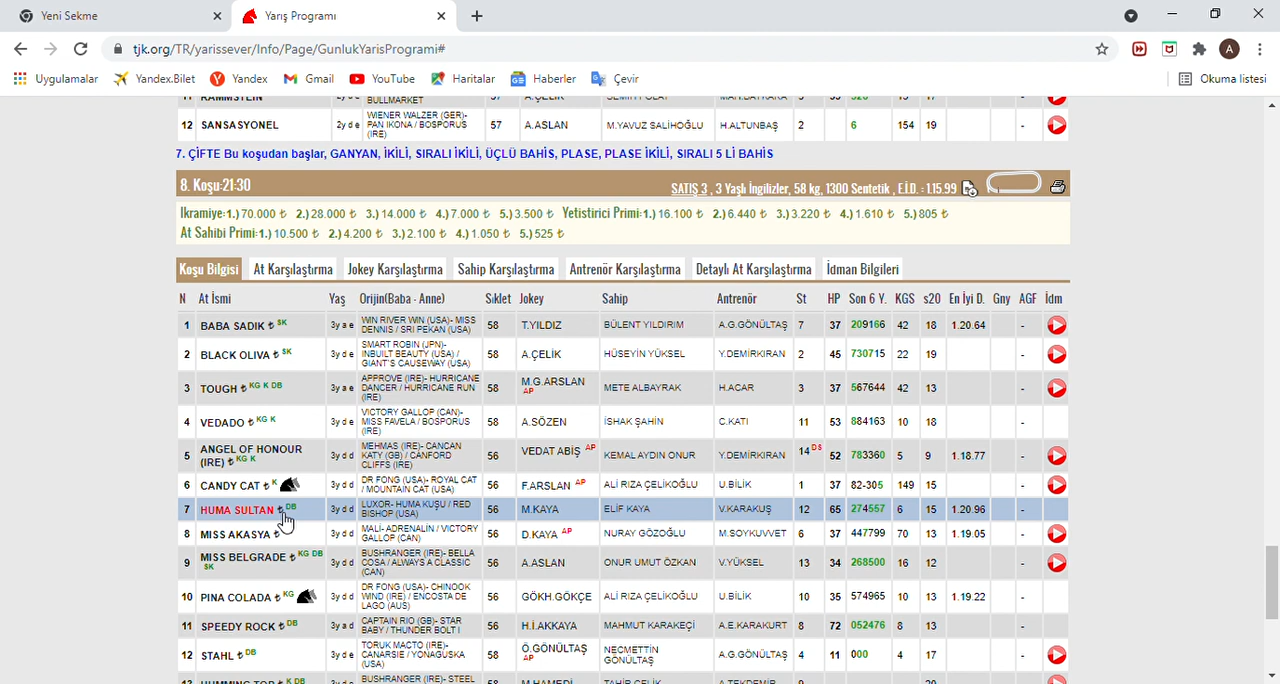 Yeni Sekme
Yarış Programı
tjk.org/TR/yarissever/Info/Page/GunlukYarisProgrami#
A
Uygulamalar Yandex.Bilet Yandex Gmail YouTube Haritalar Haberler Çevir Okuma listesi
BULLMARKET
12 SANSASYONEL 2y d e WIENER WALZER (GER)- PAN IKONA / BOSPORUS (IRE) 57 A.ASLAN M.YAVUZ SALİHOĞLU H.ALTUNBAŞ 2 6 154 19 -
7. ÇİFTE Bu koşudan başlar, GANYAN, İKİLİ, SIRALI İKİLİ, ÜÇLÜ BAHİS, PLASE, PLASE İKİLİ, SIRALI 5 Lİ BAHİS
8. Koşu:21:30 SATIŞ 3 , 3 Yaşlı İngilizler, 58 kg, 1300 Sentetik , E.İ.D. : 1.15.99
İkramiye:1.) 70.000 ₺ 2.) 28.000 ₺ 3.) 14.000 ₺ 4.) 7.000 ₺ 5.) 3.500 ₺ Yetistirici Primi:1.) 16.100 ₺ 2.) 6.440 ₺ 3.) 3.220 ₺ 4.) 1.610 ₺ 5.) 805 ₺
At Sahibi Primi:1.) 10.500 ₺ 2.) 4.200 ₺ 3.) 2.100 ₺ 4.) 1.050 ₺ 5.) 525 ₺
Koşu Bilgisi At Karşılaştırma Jokey Karşılaştırma Sahip Karşılaştırma Antrenör Karşılaştırma Detaylı At Karşılaştırma İdman Bilgileri
N At İsmi Yaş Orijin(Baba - Anne) Sıklet Jokey Sahip Antrenör St HP Son 6 Y. KGS s20 En İyi D. Gny AGF İdm
1 BABA SADIK ₺ SK 3y a e WIN RIVER WIN (USA)- MISS DENNIS / SRI PEKAN (USA) 58 T.YILDIZ BÜLENT YILDIRIM A.G.GÖNÜLTAŞ 7 37 209166 42 18 1.20.64 -
2 BLACK OLIVA ₺ SK 3y d e SMART ROBIN (JPN)- INBUILT BEAUTY (USA) / GIANT'S CAUSEWAY (USA) 58 A.ÇELİK HÜSEYİN YÜKSEL Y.DEMİRKIRAN 2 45 730715 22 19 -
3 TOUGH ₺ KG K DB 3y a e APPROVE (IRE)- HURRICANE DANCER / HURRICANE RUN (IRE) 58 M.G.ARSLAN AP METE ALBAYRAK H.ACAR 3 37 567644 42 13 -
4 VEDADO ₺ KG K 3y d e VICTORY GALLOP (CAN)- MISS FAVELA / BOSPORUS (IRE) 58 A.SÖZEN İSHAK ŞAHİN C.KATI 11 53 884163 10 18 -
5 ANGEL OF HONOUR (IRE) ₺ KG K 3y d d MEHMAS (IRE)- CANCAN KATY (GB) / CANFORD CLIFFS (IRE) 56 VEDAT ABİŞ AP KEMAL AYDIN ONUR Y.DEMİRKIRAN 14 DS 52 783360 5 9 1.18.77 -
6 CANDY CAT ₺ K 3y d d DR FONG (USA)- ROYAL CAT / MOUNTAIN CAT (USA) 56 F.ARSLAN AP ALİ RIZA ÇELİKOĞLU U.BİLİK 1 37 82-305 149 15 -
7 HUMA SULTAN ₺ DB 3y d d LUXOR- HUMA KUŞU / RED BISHOP (USA) 56 M.KAYA ELİF KAYA V.KARAKUŞ 12 65 274557 6 15 1.20.96 -
8 MISS AKASYA ₺ 3y d d MALİ- ADRENALİN / VICTORY GALLOP (CAN) 56 D.KAYA AP NURAY GÖZOĞLU M.SOYKUVVET 6 37 447799 70 13 1.19.05 -
9 MISS BELGRADE ₺ KG DB SK 3y d d BUSHRANGER (IRE)- BELLA COSA / ALWAYS A CLASSIC (CAN) 56 A.ASLAN ONUR UMUT ÖZKAN V.YÜKSEL 13 34 268500 16 12 -
10 PINA COLADA ₺ KG 3y d d DR FONG (USA)- CHINOOK WIND (IRE) / ENCOSTA DE LAGO (AUS) 56 GÖKH.GÖKÇE ALİ RIZA ÇELİKOĞLU U.BİLİK 10 35 574965 10 13 1.19.22 -
11 SPEEDY ROCK ₺ DB 3y a d CAPTAIN RIO (GB)- STAR BABY / THUNDER BOLT I 56 H.İ.AKKAYA MAHMUT KARAKEÇİ A.E.KARAKURT 8 72 052476 8 13 -
12 STAHL ₺ DB 3y d e TORUK MACTO (IRE)- CANARSIE / YONAGUSKA (USA) 58 Ö.GÖNÜLTAŞ AP NECMETTİN GÖNÜLTAŞ A.G.GÖNÜLTAŞ 4 11 000 4 17 -
BUSHRANGER (IRE)- STEEL